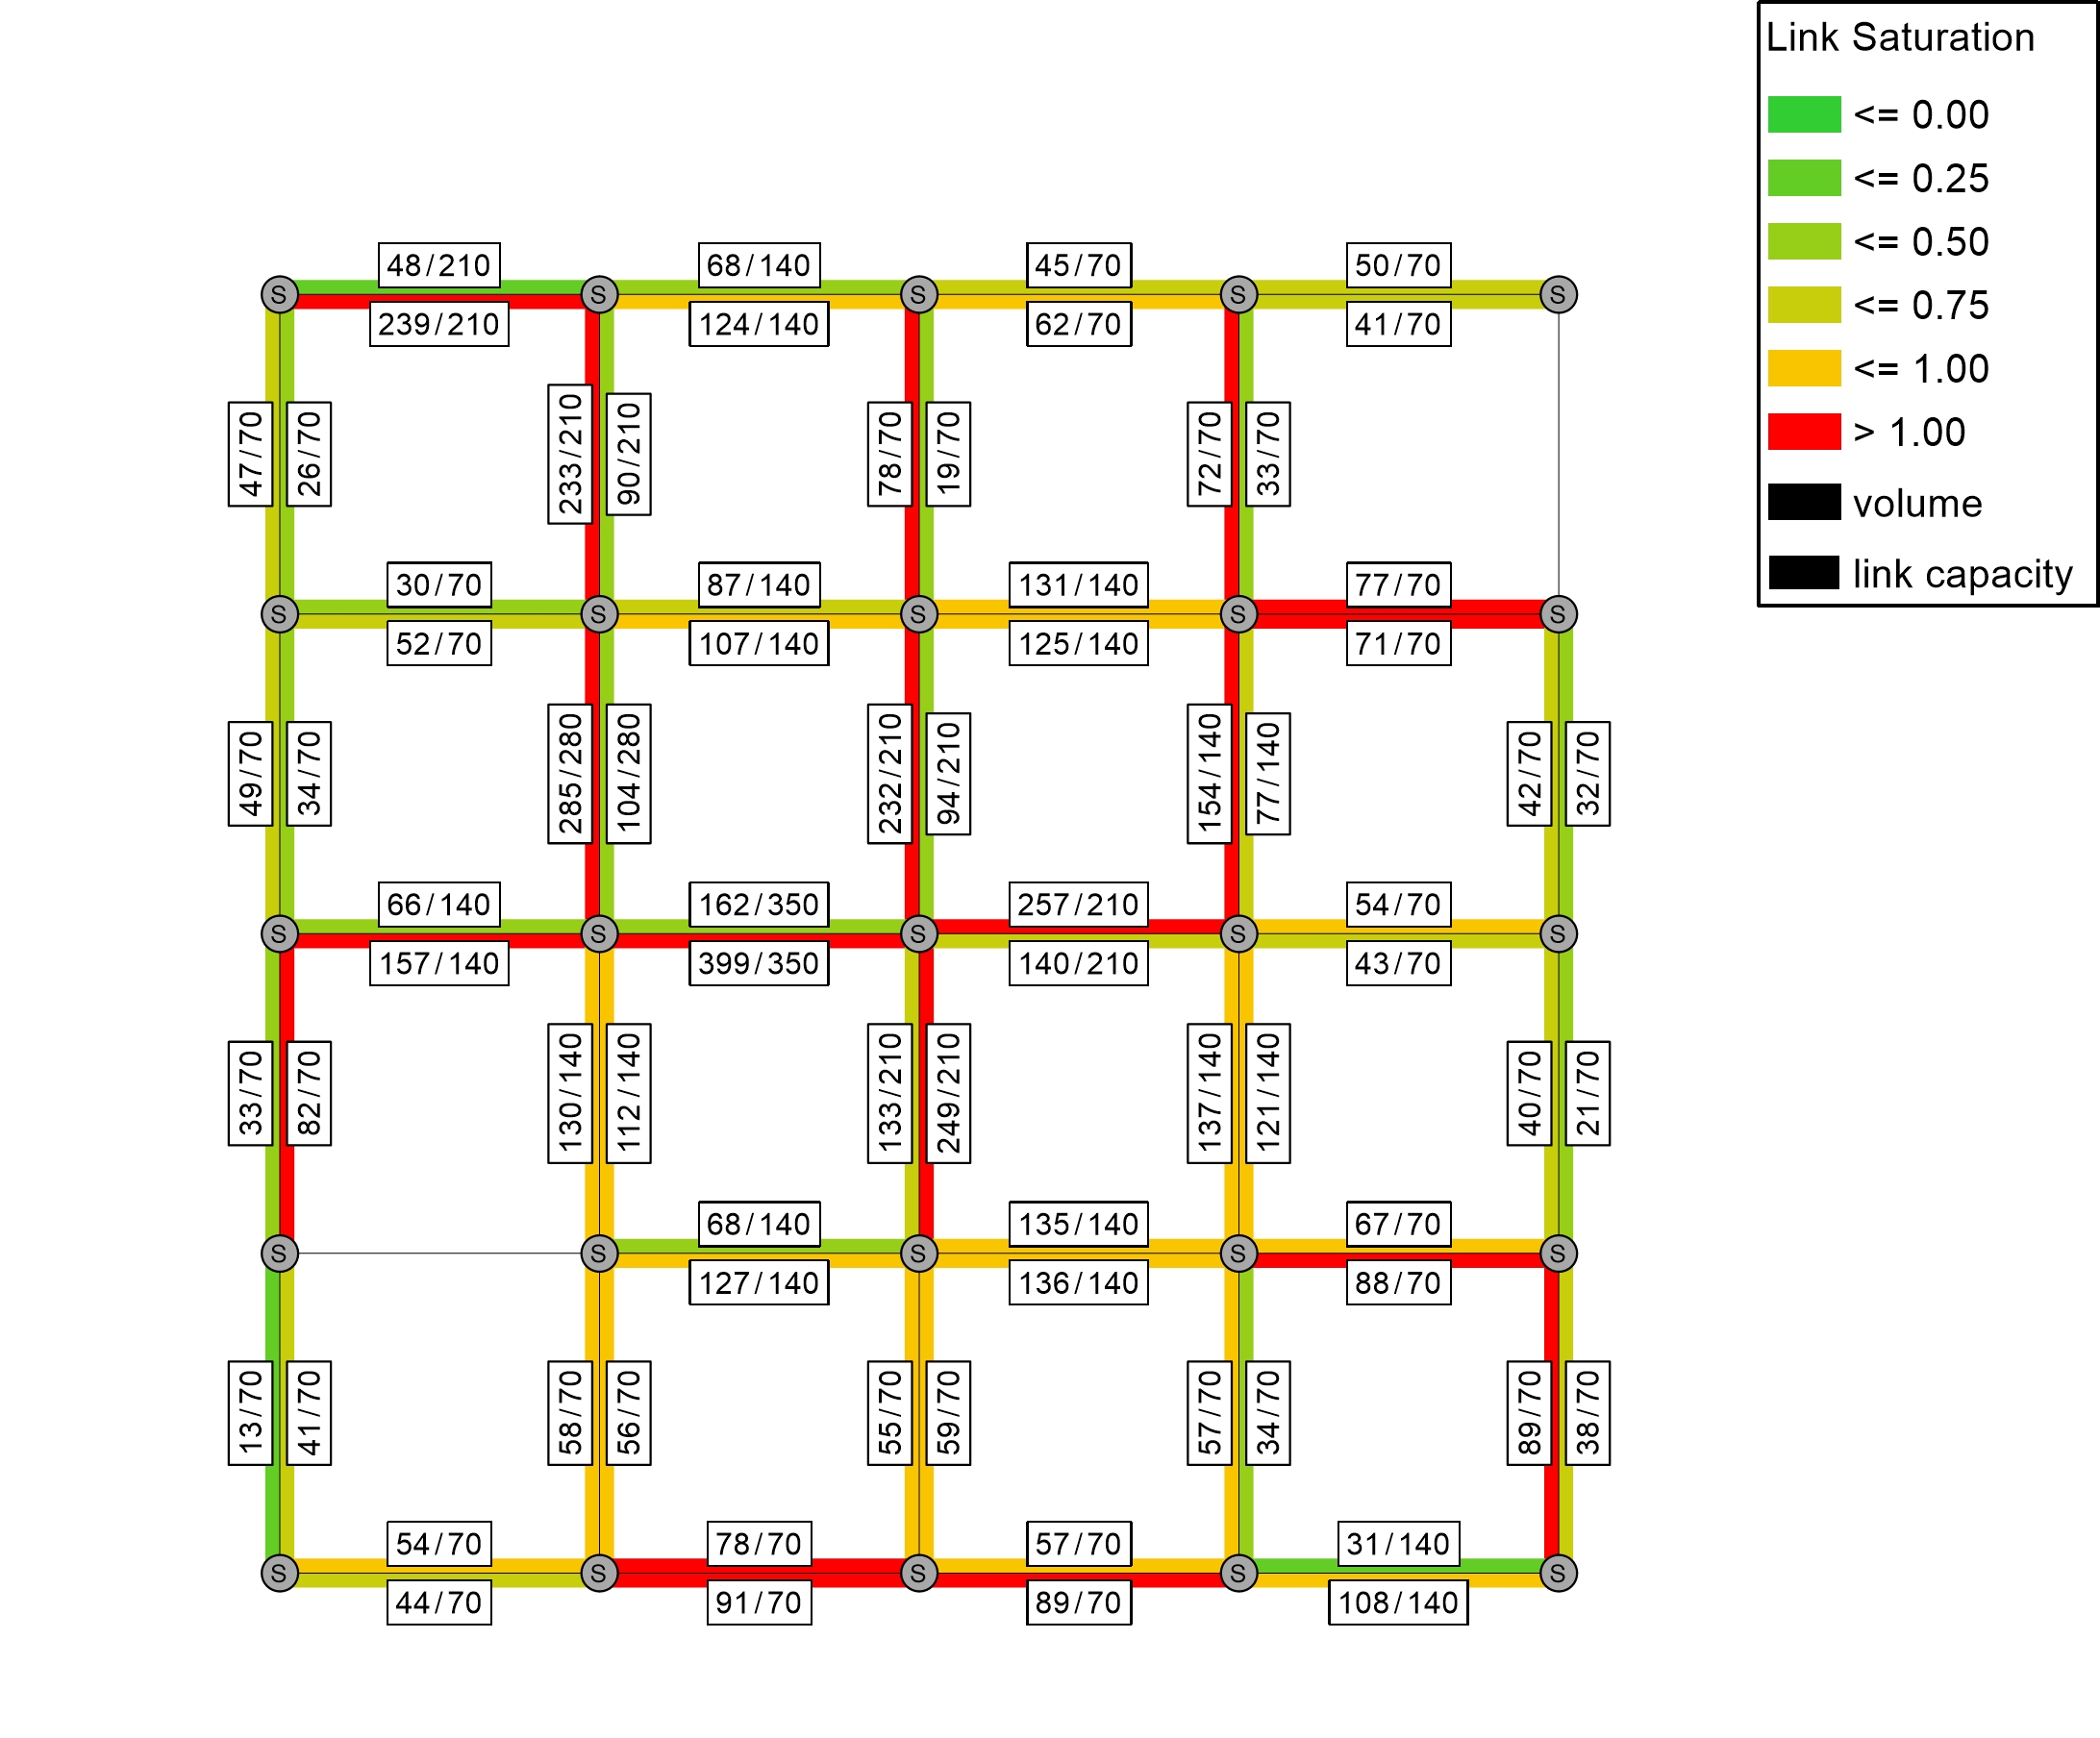 Link Saturation
<= 0.00
<= 0.25
<= 0.50
<= 0.75
<= 1.00
> 1.00
volume
link capacity
48/210
68/140
45/70
50/70
S
S
S
S
S
239/210
124/140
62/70
41/70
47/70
26/70
233/210
90/210
78/70
19/70
72/70
33/70
30/70
87/140
131/140
77/70
S
S
S
S
S
52/70
107/140
125/140
71/70
49/70
34/70
285/280
104/280
232/210
94/210
154/140
77/140
42/70
32/70
66/140
162/350
257/210
54/70
S
S
S
S
S
157/140
399/350
140/210
43/70
33/70
82/70
130/140
112/140
133/210
249/210
137/140
121/140
40/70
21/70
68/140
135/140
67/70
S
S
S
S
S
127/140
136/140
88/70
13/70
41/70
58/70
56/70
55/70
59/70
57/70
34/70
89/70
38/70
54/70
78/70
57/70
31/140
S
S
S
S
S
44/70
91/70
89/70
108/140